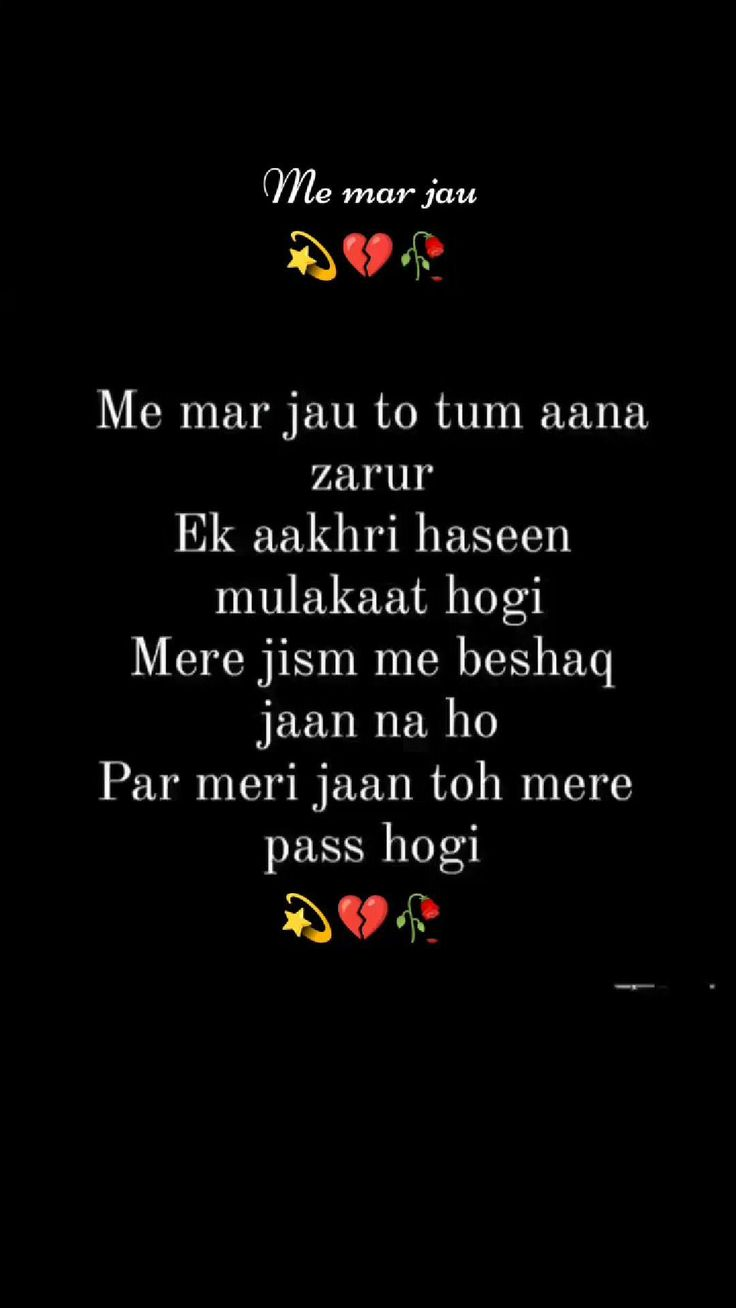 Me mar jau
💫💔🥀
Me mar jau to tum aana
zarur
Ek aakhri haseen
mulakaat hogi
Mere jism me beshaq
jaan na ho
Par meri jaan toh mere
pass hogi
💫💔🥀